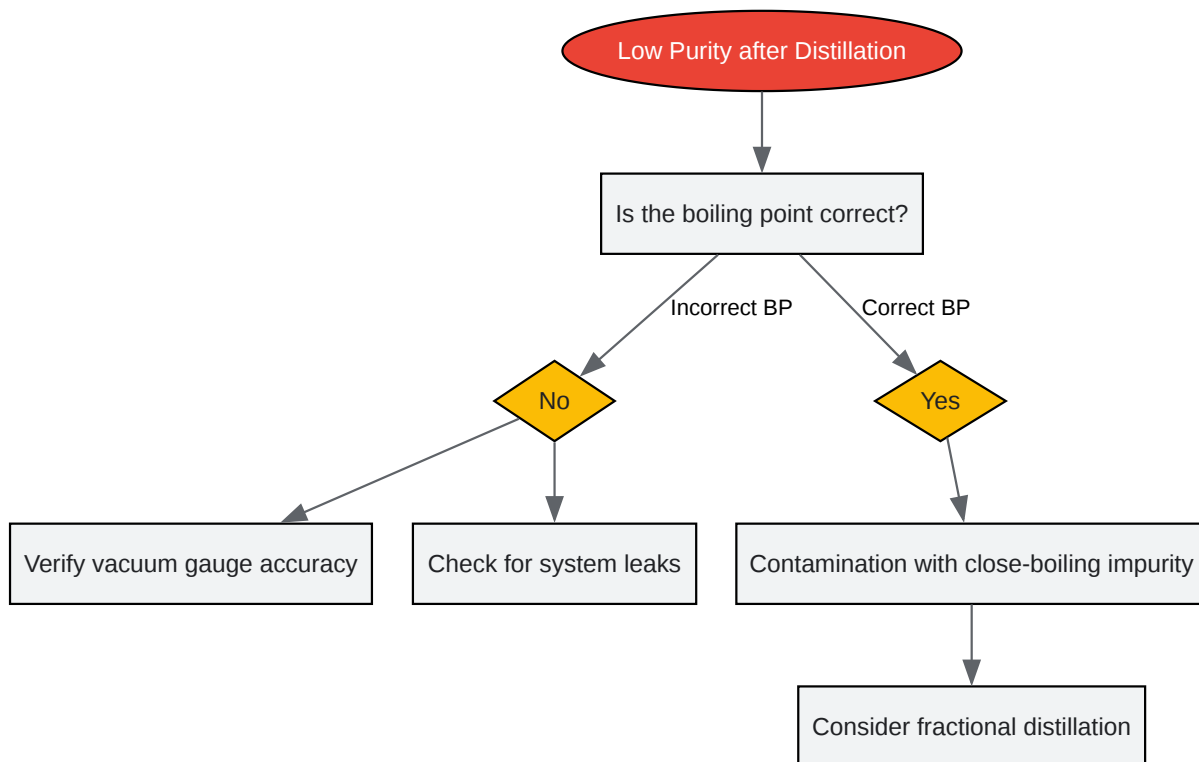 Low Purity after Distillation
Is the boiling point correct?
Incorrect BP
Correct BP
No
Yes
Verify vacuum gauge accuracy
Check for system leaks
Contamination with close-boiling impurity
Consider fractional distillation